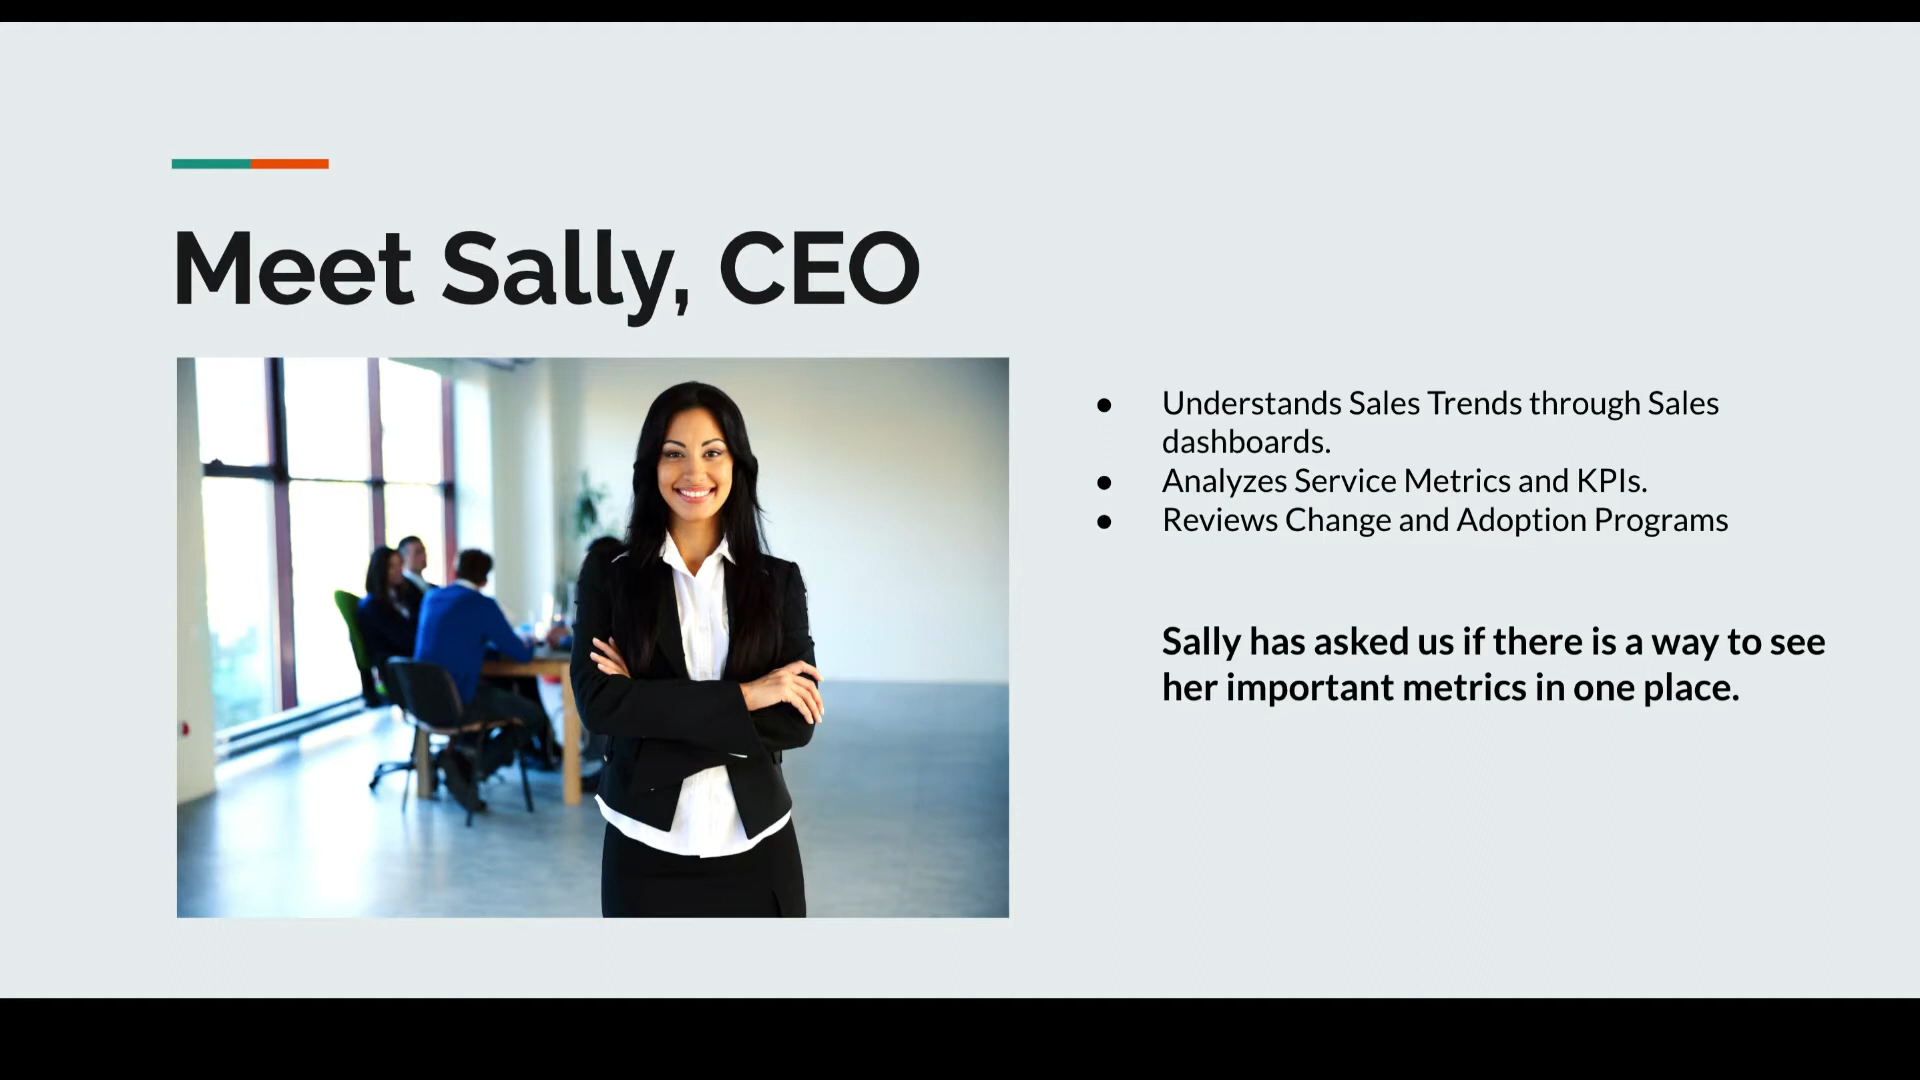 Meet Sally, CEO
● Understands Sales Trends through Sales
dashboards.
● Analyzes Service Metrics and KPIs.
● Reviews Change and Adoption Programs
Sally has asked us if there is a way to see
her important metrics in one place.